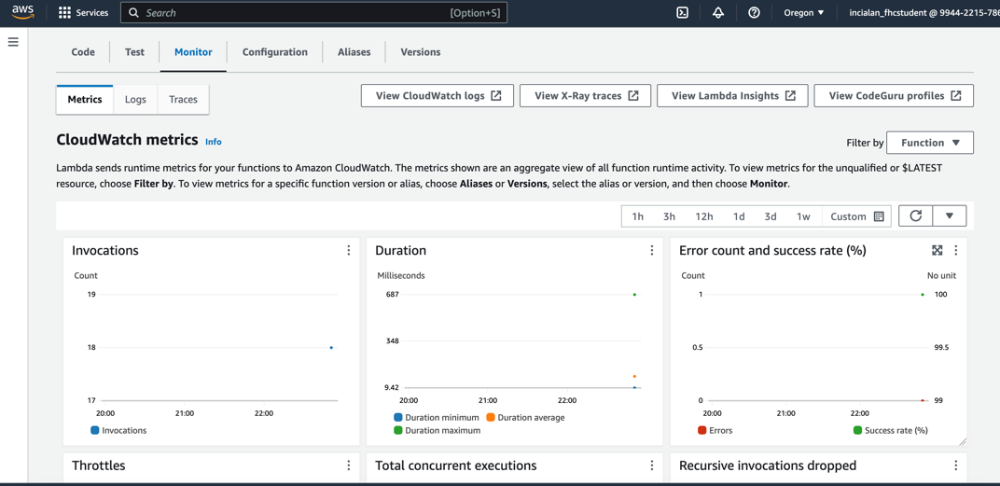 aws Services Search [Option+S] Oregon ▼ incialan_fhcstudent @ 9944-2215-786
Code Test Monitor Configuration Aliases Versions
Metrics Logs Traces View CloudWatch logs View X-Ray traces View Lambda Insights View CodeGuru profiles
CloudWatch metrics Info Filter by Function ▼
Lambda sends runtime metrics for your functions to Amazon CloudWatch. The metrics shown are an aggregate view of all function runtime activity. To view metrics for the unqualified or $LATEST
resource, choose Filter by. To view metrics for a specific function version or alias, choose Aliases or Versions, select the alias or version, and then choose Monitor.
1h 3h 12h 1d 3d 1w Custom
Invocations
Count
19
18
17
20:00 21:00 22:00
Invocations
Duration
Milliseconds
687
348
9.42
20:00 21:00 22:00
Duration minimum Duration average
Duration maximum
Error count and success rate (%)
Count No unit
1 100
0.5 99.5
0 99
20:00 21:00 22:00
Errors Success rate (%)
Throttles
Total concurrent executions
Recursive invocations dropped